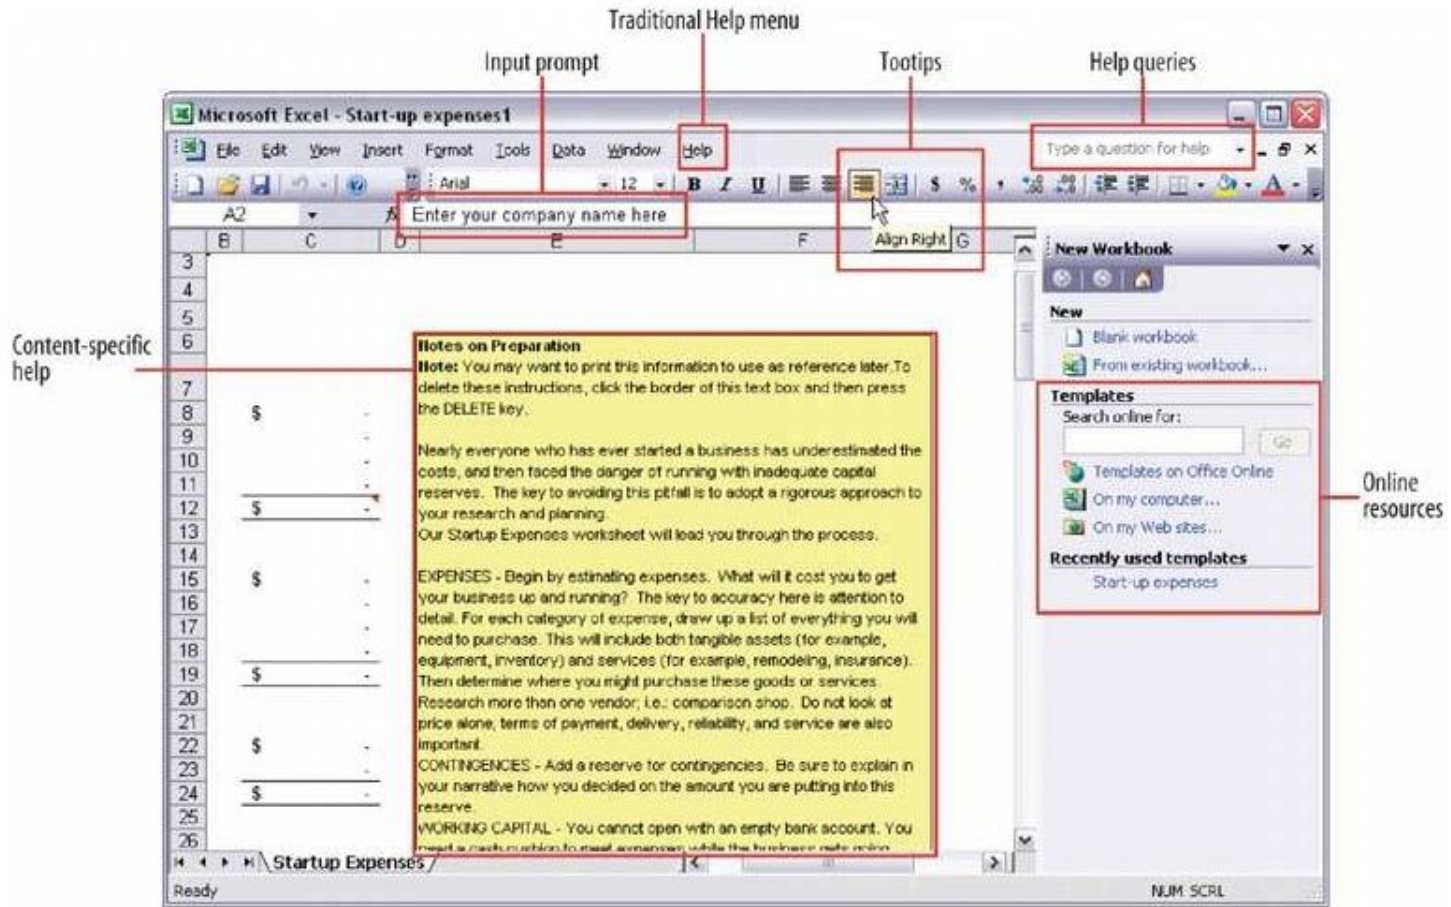 Traditional Help menu
Input prompt
Tootips
Help queries
Microsoft Excel - Start-up expenses1
File Edit View Insert Format Tools Data Window Help
Type a question for help
Arial 12 B I U $ % ,
A2 Enter your company name here
Align Right
B C D E F G
New Workbook
3
4
5
6
7
8 $ -
9 -
10 -
11 -
12 $ -
13
14
15 $ -
16 -
17 -
18 -
19 $ -
20
21
22 $ -
23 -
24 $ -
25
26
Content-specific
help
Notes on Preparation
Note: You may want to print this information to use as reference later.To
delete these instructions, click the border of this text box and then press
the DELETE key.
Nearly everyone who has ever started a business has underestimated the
costs, and then faced the danger of running with inadequate capital
reserves. The key to avoiding this pitfall is to adopt a rigorous approach to
your research and planning.
Our Startup Expenses worksheet will lead you through the process.
EXPENSES - Begin by estimating expenses. What will it cost you to get
your business up and running? The key to accuracy here is attention to
detail. For each category of expense, draw up a list of everything you will
need to purchase. This will include both tangible assets (for example,
equipment, inventory) and services (for example, remodeling, insurance).
Then determine where you might purchase these goods or services.
Research more than one vendor; i.e.: comparison shop. Do not look at
price alone; terms of payment, delivery, reliability, and service are also
important.
CONTINGENCIES - Add a reserve for contingencies. Be sure to explain in
your narrative how you decided on the amount you are putting into this
reserve.
WORKING CAPITAL - You cannot open with an empty bank account. You
need a cash cushion to meet expenses while the business gets going.
New
Blank workbook
From existing workbook...
Templates
Search online for:
Go
Templates on Office Online
On my computer...
On my Web sites...
Recently used templates
Start-up expenses
Online
resources
Startup Expenses
Ready
NUM SCRL